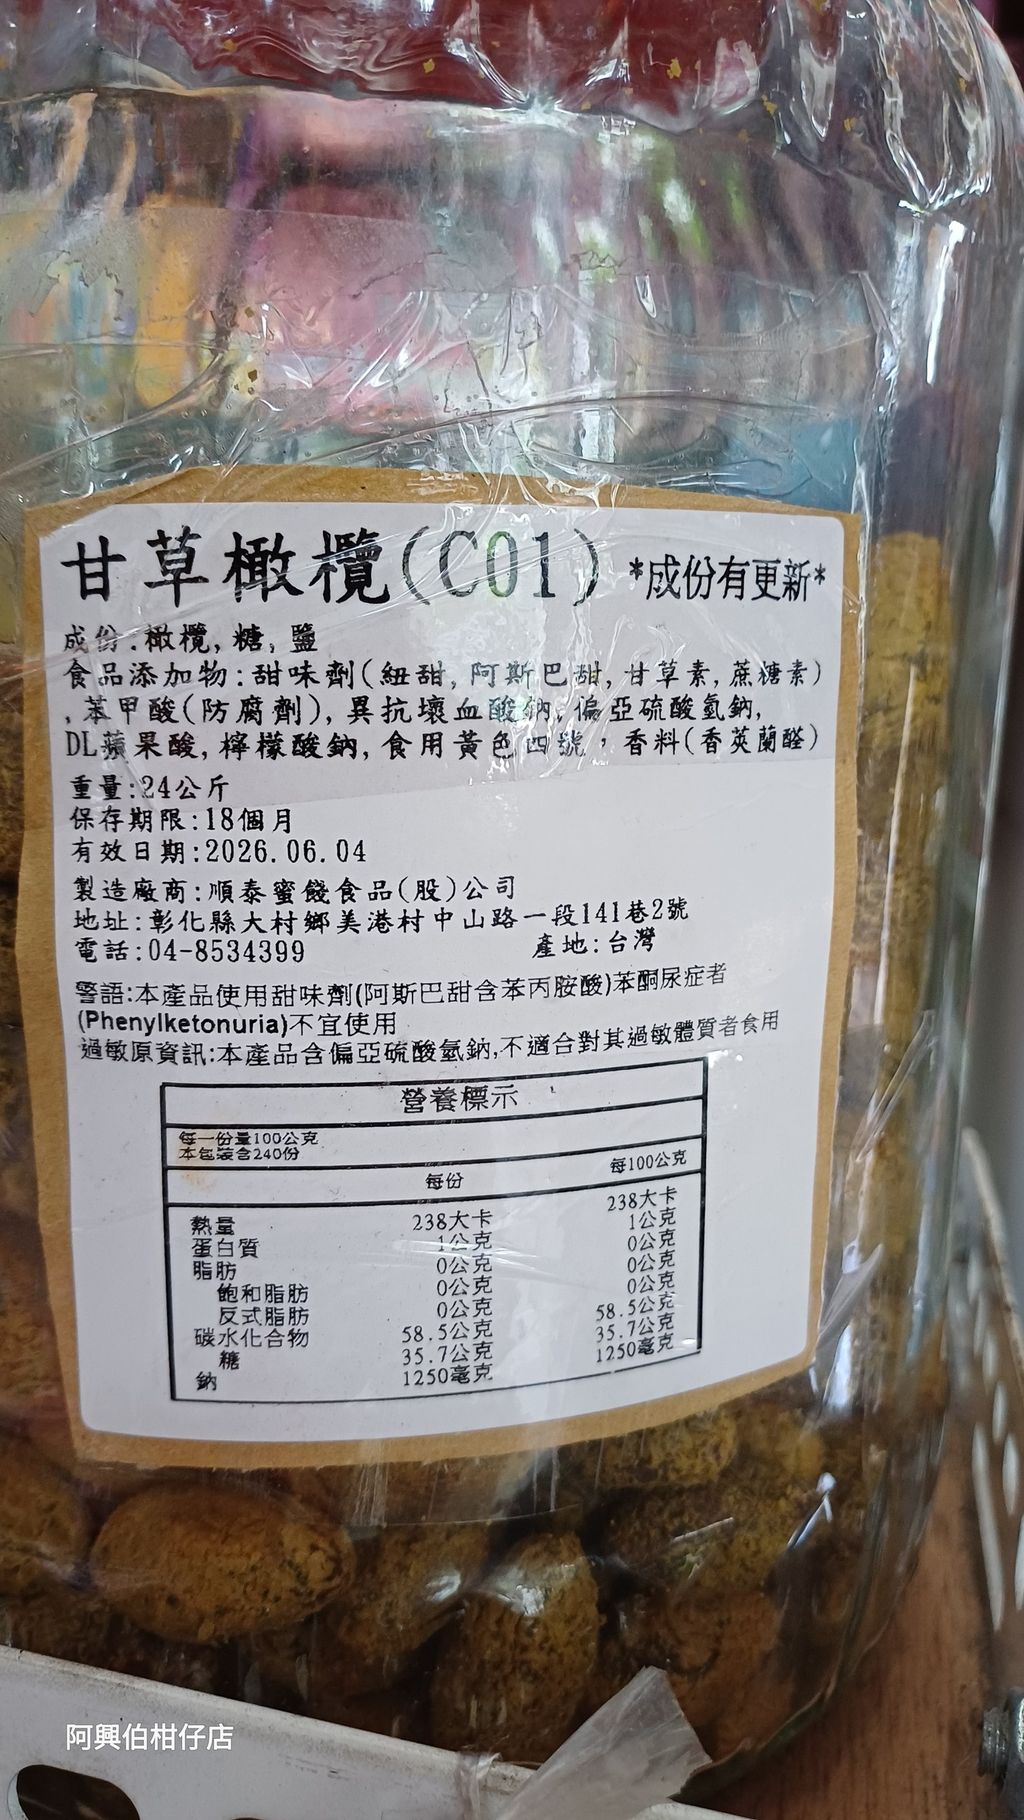 甘草橄欖(C01) *成份有更新*
成份:橄欖,糖,鹽
食品添加物:甜味劑(紐甜,阿斯巴甜,甘草素,蔗糖素)
,苯甲酸(防腐劑),異抗壞血酸鈉,偏亞硫酸氫鈉,
DL蘋果酸,檸檬酸鈉,食用黃色四號,香料(香莢蘭醛)
重量:24公斤
保存期限:18個月
有效日期:2026.06.04
製造廠商:順泰蜜餞食品(股)公司
地址:彰化縣大村鄉美港村中山路一段141巷2號
電話:04-8534399 產地:台灣
警語:本產品使用甜味劑(阿斯巴甜含苯丙胺酸)苯酮尿症者
(Phenylketonuria)不宜使用
過敏原資訊:本產品含偏亞硫酸氫鈉,不適合對其過敏體質者食用
營養標示
每一份量100公克
本包裝含240份
每份 每100公克
熱量 238大卡 238大卡
蛋白質 1公克 1公克
脂肪 0公克 0公克
飽和脂肪 0公克 0公克
反式脂肪 0公克 0公克
碳水化合物 58.5公克 58.5公克
糖 35.7公克 35.7公克
鈉 1250毫克 1250毫克
阿興伯柑仔店